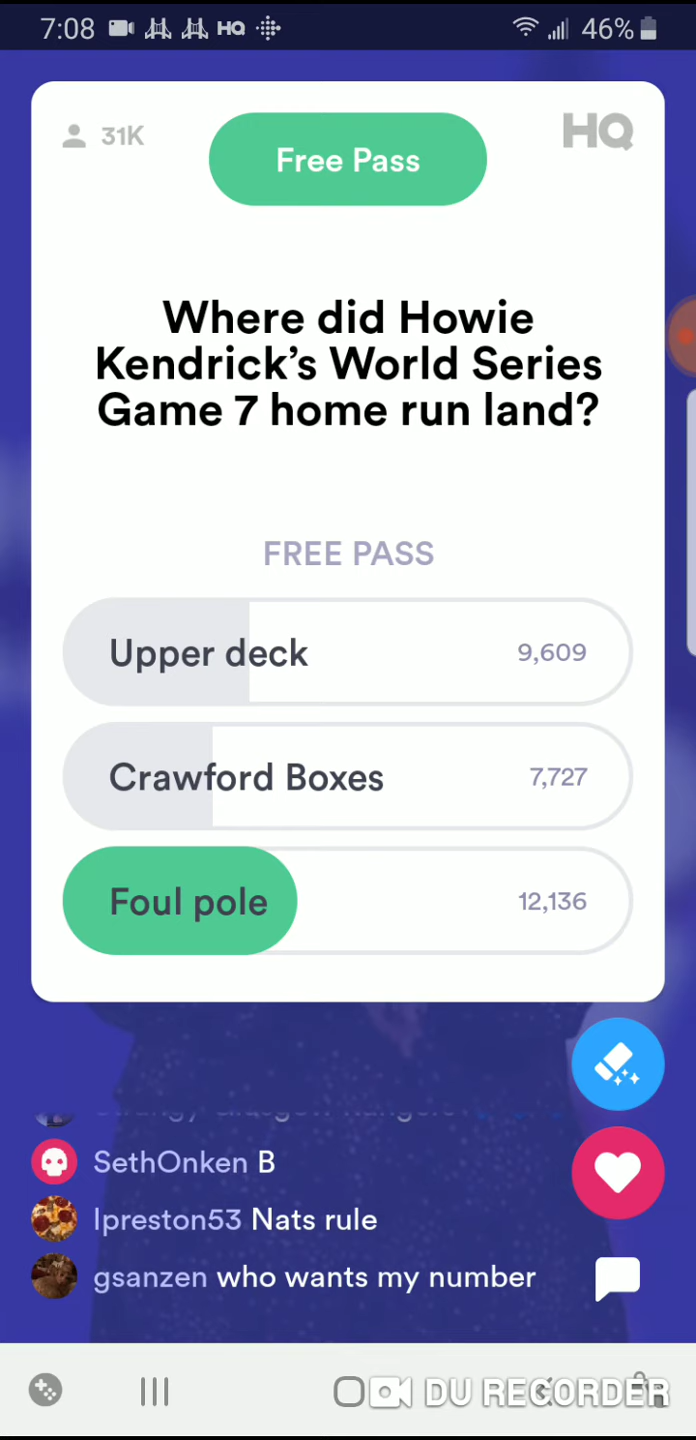 7:08 HQ 46%
31K Free Pass HQ
Where did Howie
Kendrick’s World Series
Game 7 home run land?
FREE PASS
Upper deck 9,609
Crawford Boxes 7,727
Foul pole 12,136
SethOnken B
lpreston53 Nats rule
gsanzen who wants my number
DU RECORDER